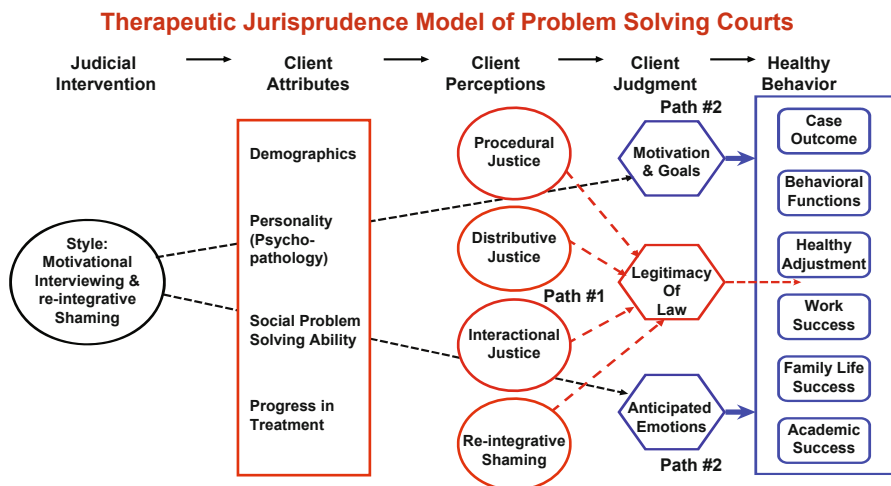 Therapeutic Jurisprudence Model of Problem Solving Courts
Judicial
Intervention
Client
Attributes
Client
Perceptions
Client
Judgment
Healthy
Behavior
Style:
Motivational
Interviewing &
re-integrative
Shaming
Demographics
Personality
(Psycho-
pathology)
Social Problem
Solving Ability
Progress in
Treatment
Procedural
Justice
Distributive
Justice
Path #1
Interactional
Justice
Re-integrative
Shaming
Path #2
Motivation
& Goals
Legitimacy
Of
Law
Anticipated
Emotions
Path #2
Case
Outcome
Behavioral
Functions
Healthy
Adjustment
Work
Success
Family Life
Success
Academic
Success